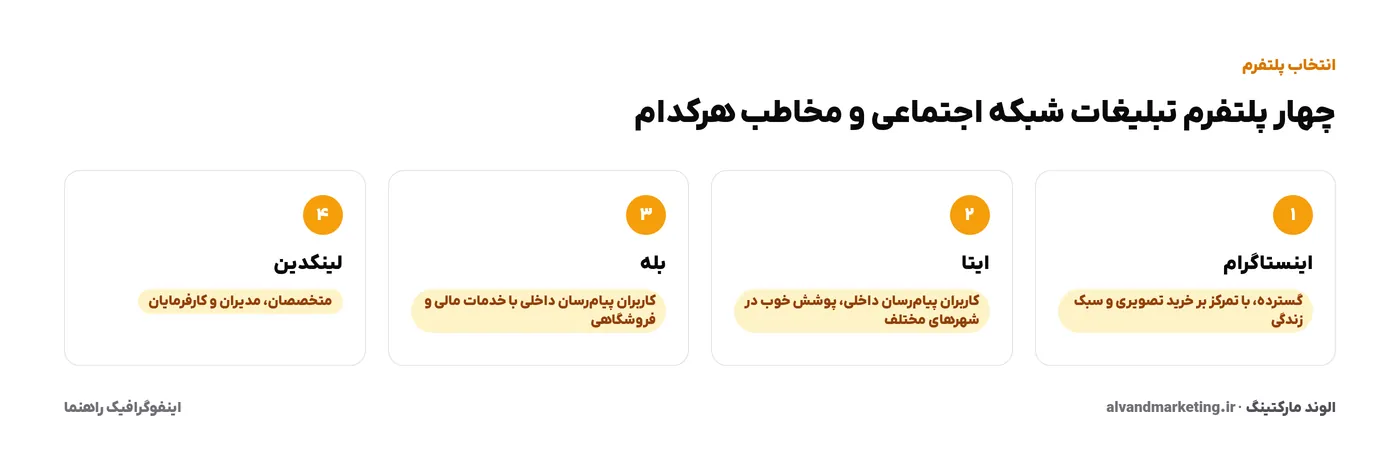 انتخاب پلتفرم
چهار پلتفرم تبلیغات شبکه اجتماعی و مخاطب هرکدام
۱
اینستاگرام
گسترده، با تمرکز بر خرید تصویری و سبک
زندگی
۲
ایتا
کاربران پیام‌رسان داخلی، پوشش خوب در
شهرهای مختلف
۳
بله
کاربران پیام‌رسان داخلی با خدمات مالی و
فروشگاهی
۴
لینکدین
متخصصان، مدیران و کارفرمایان
الوند مارکتینگ · alvandmarketing.ir
اینفوگرافیک راهنما